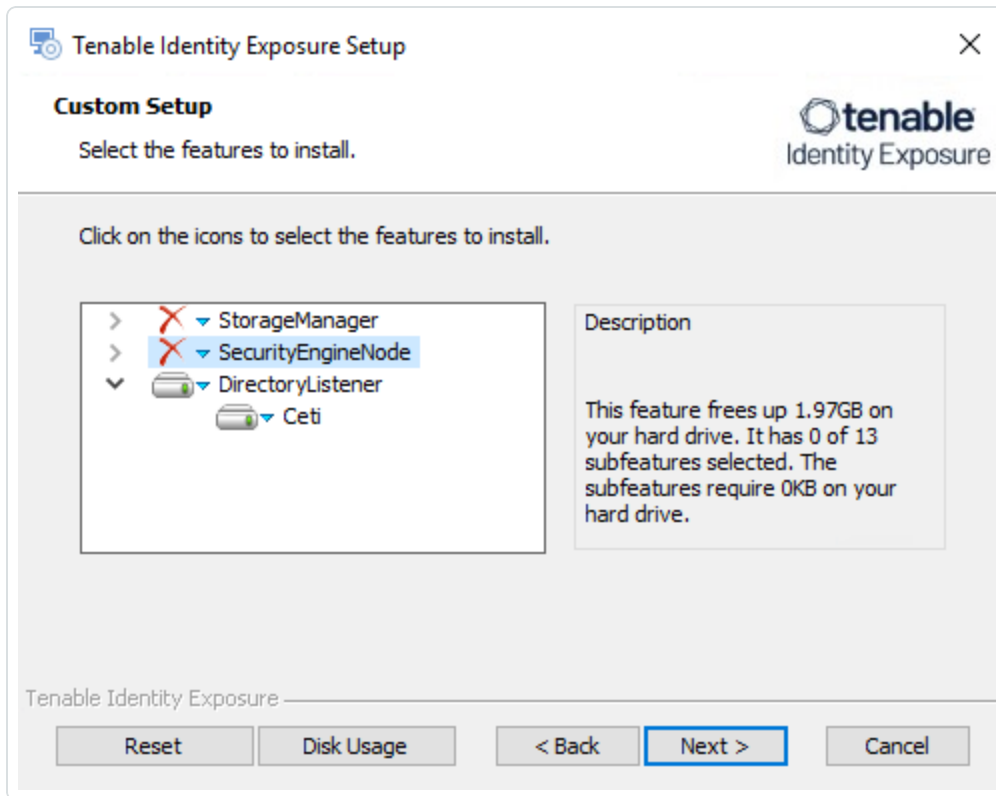 Tenable Identity Exposure Setup
Custom Setup
Select the features to install.
tenable
Identity Exposure
Click on the icons to select the features to install.
StorageManager
SecurityEngineNode
DirectoryListener
Ceti
Description
This feature frees up 1.97GB on
your hard drive. It has 0 of 13
subfeatures selected. The
subfeatures require 0KB on your
hard drive.
Tenable Identity Exposure
Reset
Disk Usage
< Back
Next >
Cancel